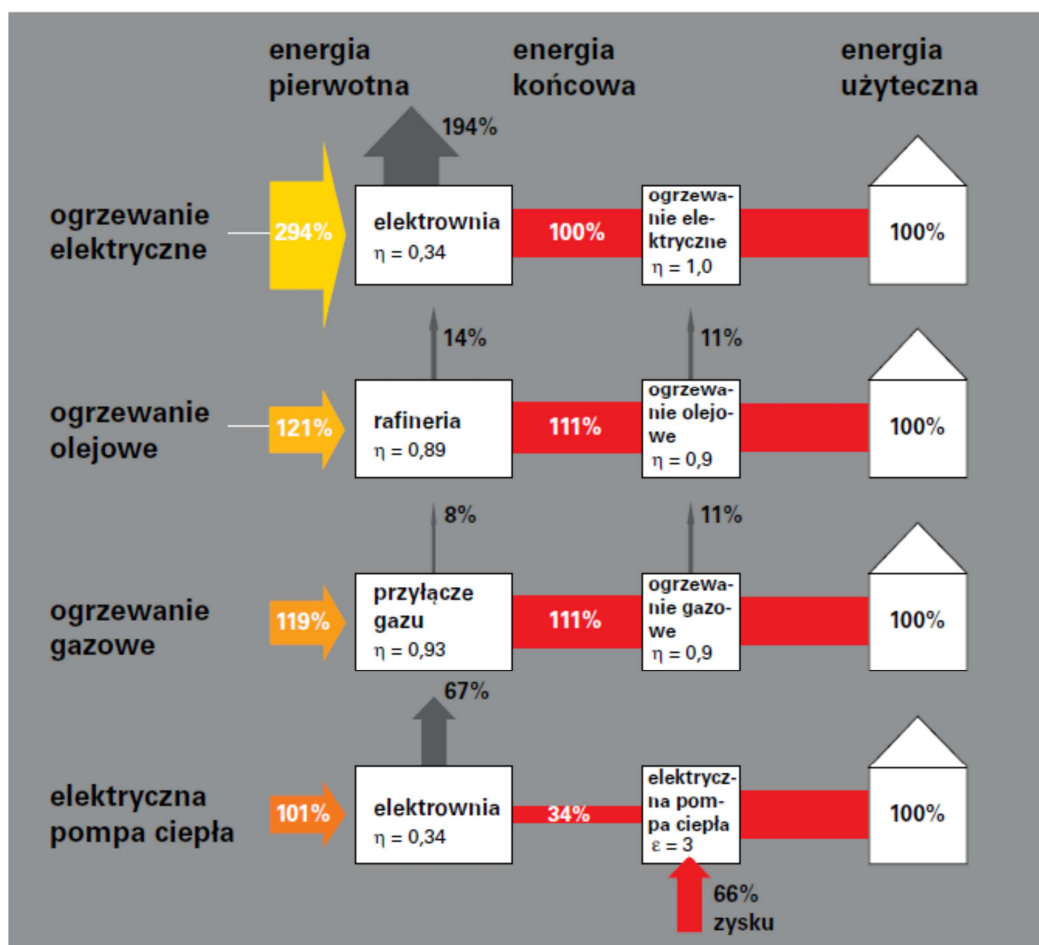 energia
pierwotna
energia
końcowa
energia
użyteczna
194%
ogrzewanie
elektryczne
294%
elektrownia
η = 0,34
100%
ogrzewa-
nie ele-
ktryczne
η = 1,0
100%
14%
11%
ogrzewanie
olejowe
121%
rafineria
η = 0,89
111%
ogrzewa-
nie olejo-
we
η = 0,9
100%
8%
11%
ogrzewanie
gazowe
119%
przyłącze
gazu
η = 0,93
111%
ogrzewa-
nie gazo-
we
η = 0,9
100%
67%
elektryczna
pompa ciepła
101%
elektrownia
η = 0,34
34%
elektrycz-
na pom-
pa ciepła
ε = 3
100%
66%
zysku